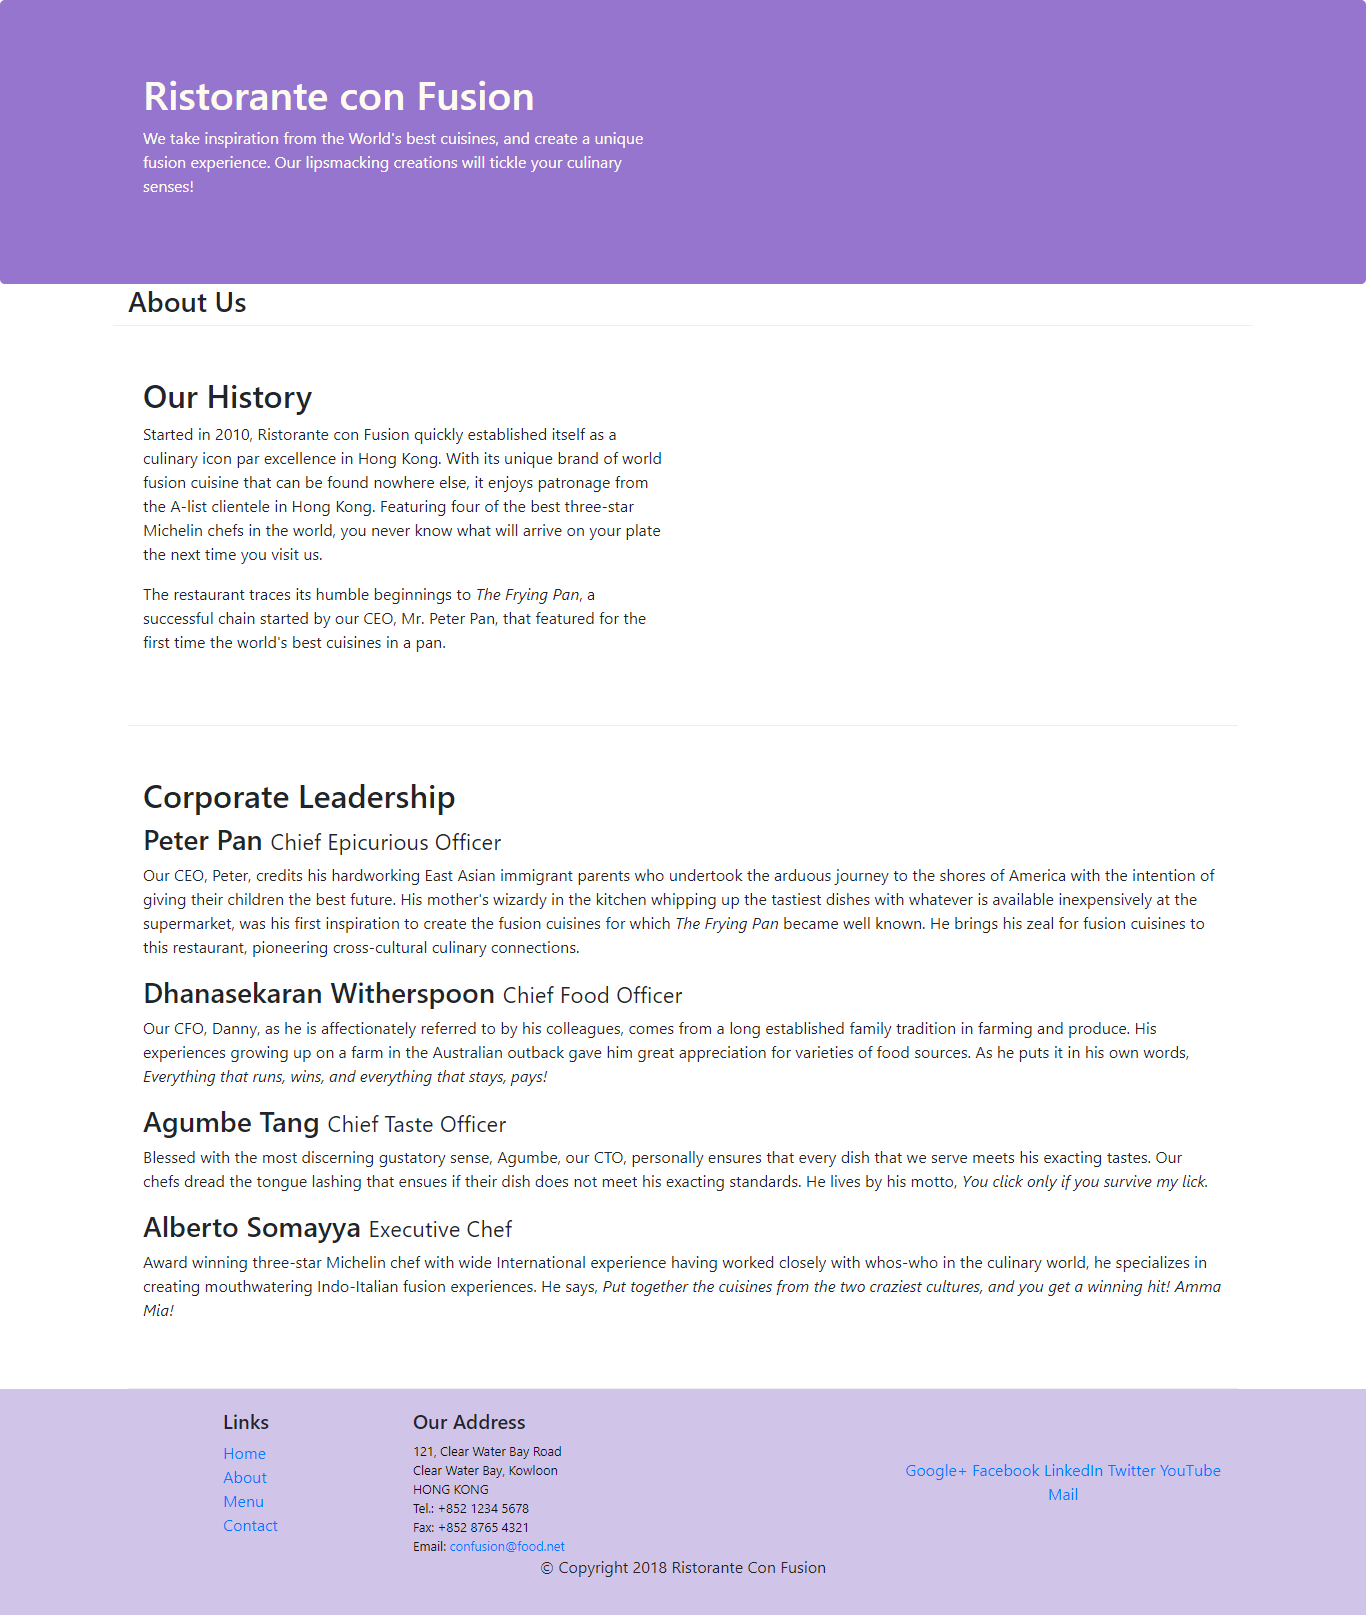 Ristorante con Fusion
We take inspiration from the World's best cuisines, and create a unique
fusion experience. Our lipsmacking creations will tickle your culinary
senses!
About Us
Our History
Started in 2010, Ristorante con Fusion quickly established itself as a
culinary icon par excellence in Hong Kong. With its unique brand of world
fusion cuisine that can be found nowhere else, it enjoys patronage from
the A-list clientele in Hong Kong. Featuring four of the best three-star
Michelin chefs in the world, you never know what will arrive on your plate
the next time you visit us.
The restaurant traces its humble beginnings to The Frying Pan, a
successful chain started by our CEO, Mr. Peter Pan, that featured for the
first time the world's best cuisines in a pan.
Corporate Leadership
Peter Pan Chief Epicurious Officer
Our CEO, Peter, credits his hardworking East Asian immigrant parents who undertook the arduous journey to the shores of America with the intention of
giving their children the best future. His mother's wizardy in the kitchen whipping up the tastiest dishes with whatever is available inexpensively at the
supermarket, was his first inspiration to create the fusion cuisines for which The Frying Pan became well known. He brings his zeal for fusion cuisines to
this restaurant, pioneering cross-cultural culinary connections.
Dhanasekaran Witherspoon Chief Food Officer
Our CFO, Danny, as he is affectionately referred to by his colleagues, comes from a long established family tradition in farming and produce. His
experiences growing up on a farm in the Australian outback gave him great appreciation for varieties of food sources. As he puts it in his own words,
Everything that runs, wins, and everything that stays, pays!
Agumbe Tang Chief Taste Officer
Blessed with the most discerning gustatory sense, Agumbe, our CTO, personally ensures that every dish that we serve meets his exacting tastes. Our
chefs dread the tongue lashing that ensues if their dish does not meet his exacting standards. He lives by his motto, You click only if you survive my lick.
Alberto Somayya Executive Chef
Award winning three-star Michelin chef with wide International experience having worked closely with whos-who in the culinary world, he specializes in
creating mouthwatering Indo-Italian fusion experiences. He says, Put together the cuisines from the two craziest cultures, and you get a winning hit! Amma
Mia!
Links
Home
About
Menu
Contact
Our Address
121, Clear Water Bay Road
Clear Water Bay, Kowloon
HONG KONG
Tel.: +852 1234 5678
Fax: +852 8765 4321
Email: confusion@food.net
Google+ Facebook LinkedIn Twitter YouTube
Mail
© Copyright 2018 Ristorante Con Fusion